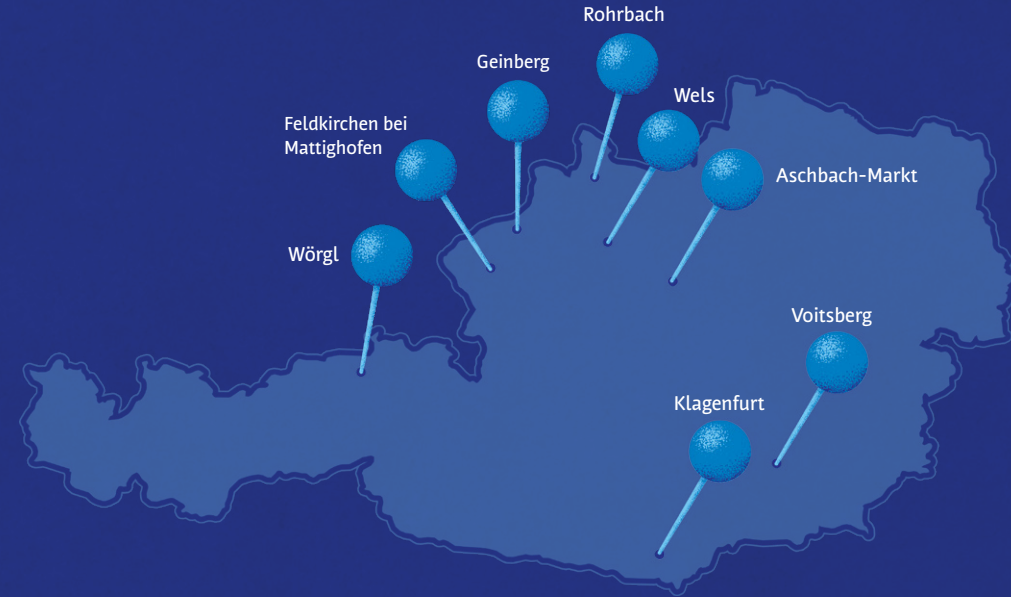 Rohrbach
Geinberg
Wels
Feldkirchen bei
Mattighofen
Aschbach-Markt
Wörgl
Voitsberg
Klagenfurt